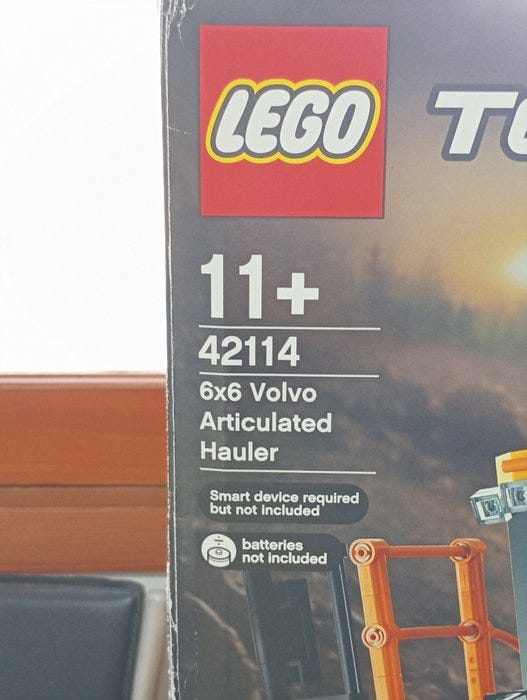 LEGO
11+
42114
6x6 Volvo
Articulated
Hauler
Smart device required
but not included
batteries
not included